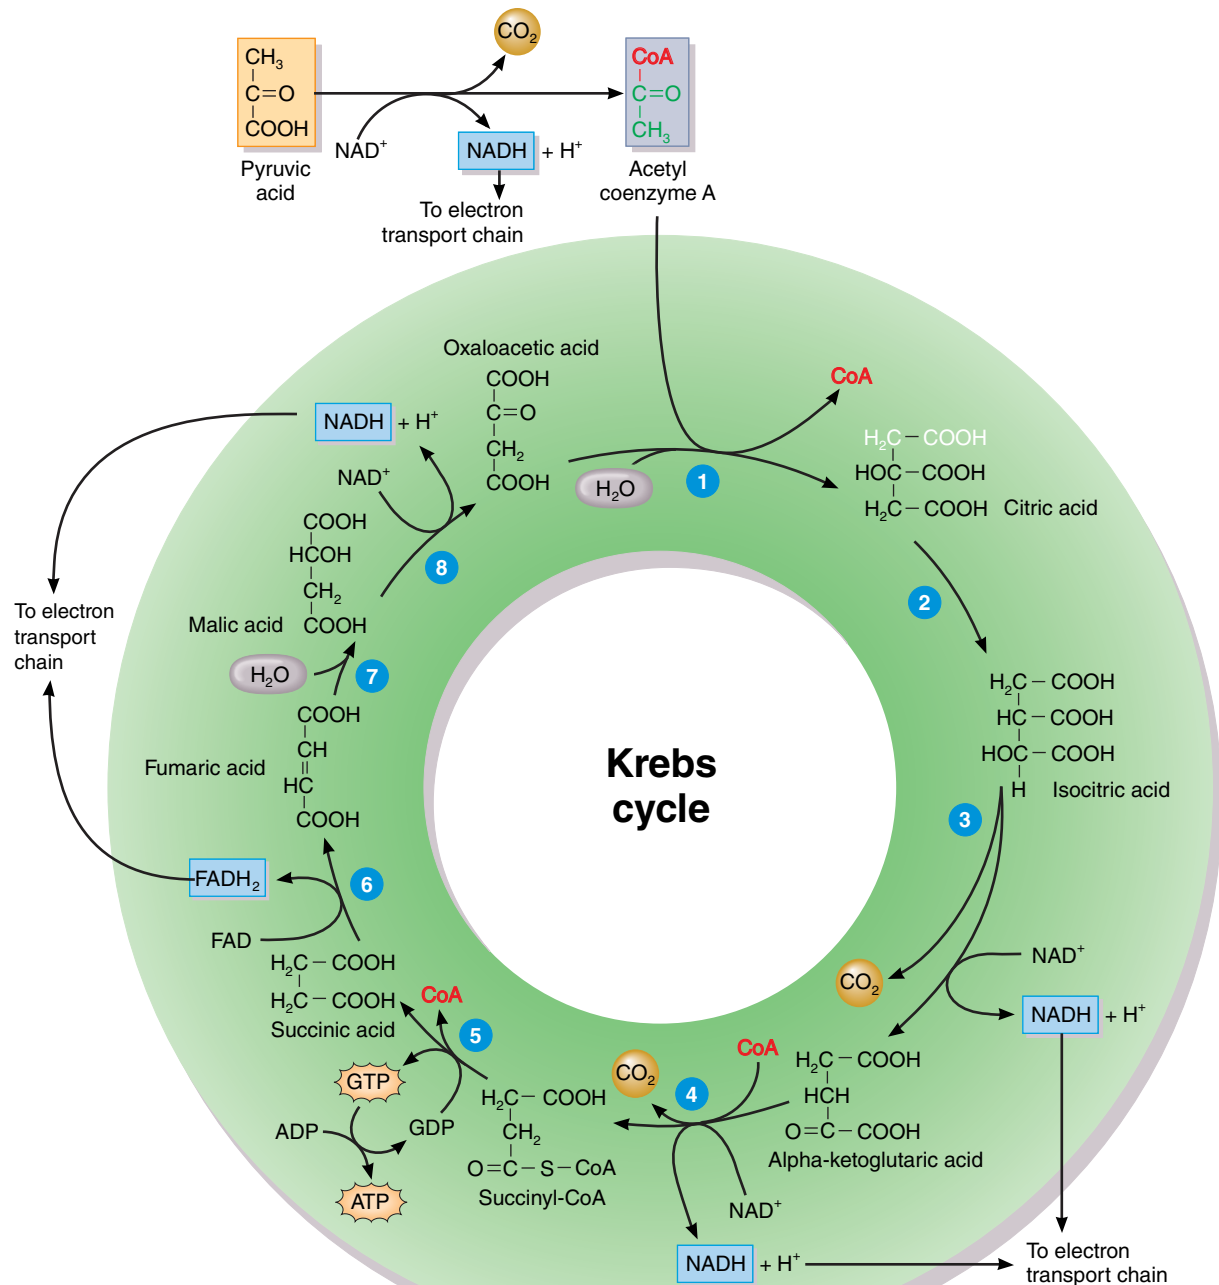 CO₂
CH₃
C=O
COOH
Pyruvic
acid
NAD⁺
NADH + H⁺
To electron
transport chain
CoA
C=O
CH₃
Acetyl
coenzyme A
Oxaloacetic acid
COOH
C=O
CH₂
COOH
H₂O
1
CoA
H₂C–COOH
HOC–COOH
H₂C–COOH
Citric acid
2
H₂C–COOH
HC–COOH
HOC–COOH
H
Isocitric acid
3
CO₂
NAD⁺
NADH + H⁺
To electron
transport chain
H₂C–COOH
HCH
O=C–COOH
Alpha-ketoglutaric acid
CoA
4
CO₂
NAD⁺
NADH + H⁺
H₂C–COOH
CH₂
O=C–S–CoA
Succinyl-CoA
5
CoA
GTP
GDP
ADP
ATP
H₂C–COOH
H₂C–COOH
Succinic acid
6
FAD
FADH₂
COOH
CH
HC
COOH
Fumaric acid
7
H₂O
COOH
HCOH
CH₂
COOH
Malic acid
8
NAD⁺
NADH + H⁺
To electron
transport
chain
Krebs
cycle